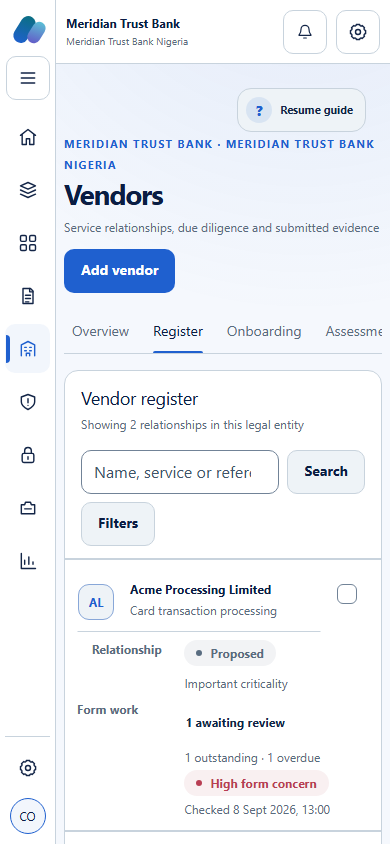 Meridian Trust Bank
Meridian Trust Bank Nigeria
? Resume guide
MERIDIAN TRUST BANK · MERIDIAN TRUST BANK
NIGERIA
Vendors
Service relationships, due diligence and submitted evidence
Add vendor
Overview Register Onboarding Assessme
Vendor register
Showing 2 relationships in this legal entity
Name, service or refer Search
Filters
AL Acme Processing Limited
Card transaction processing
Relationship Proposed
Important criticality
Form work
1 awaiting review
1 outstanding · 1 overdue
High form concern
Checked 8 Sept 2026, 13:00
CO